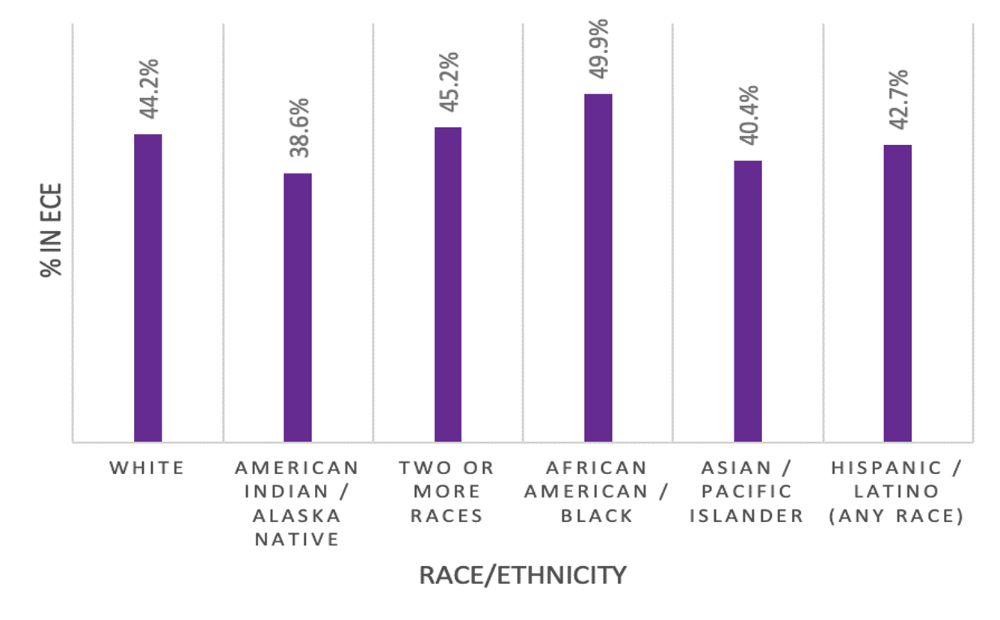 44.2%
38.6%
45.2%
49.9%
40.4%
42.7%
% IN ECE
WHITE
AMERICAN
INDIAN /
ALASKA
NATIVE
TWO OR
MORE
RACES
AFRICAN
AMERICAN /
BLACK
ASIAN /
PACIFIC
ISLANDER
HISPANIC /
LATINO
(ANY RACE)
RACE/ETHNICITY